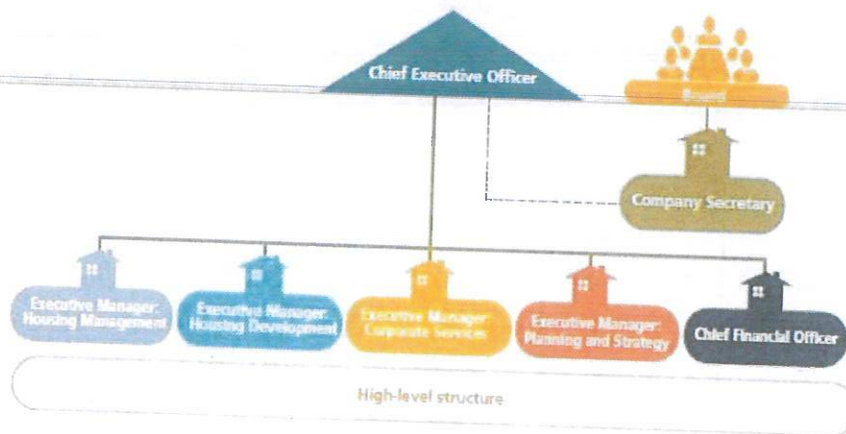 Chief Executive Officer
Board
Company Secretary
Executive Manager:
Housing Management
Executive Manager:
Housing Development
Executive Manager:
Corporate Services
Executive Manager:
Planning and Strategy
Chief Financial Officer
High-level structure